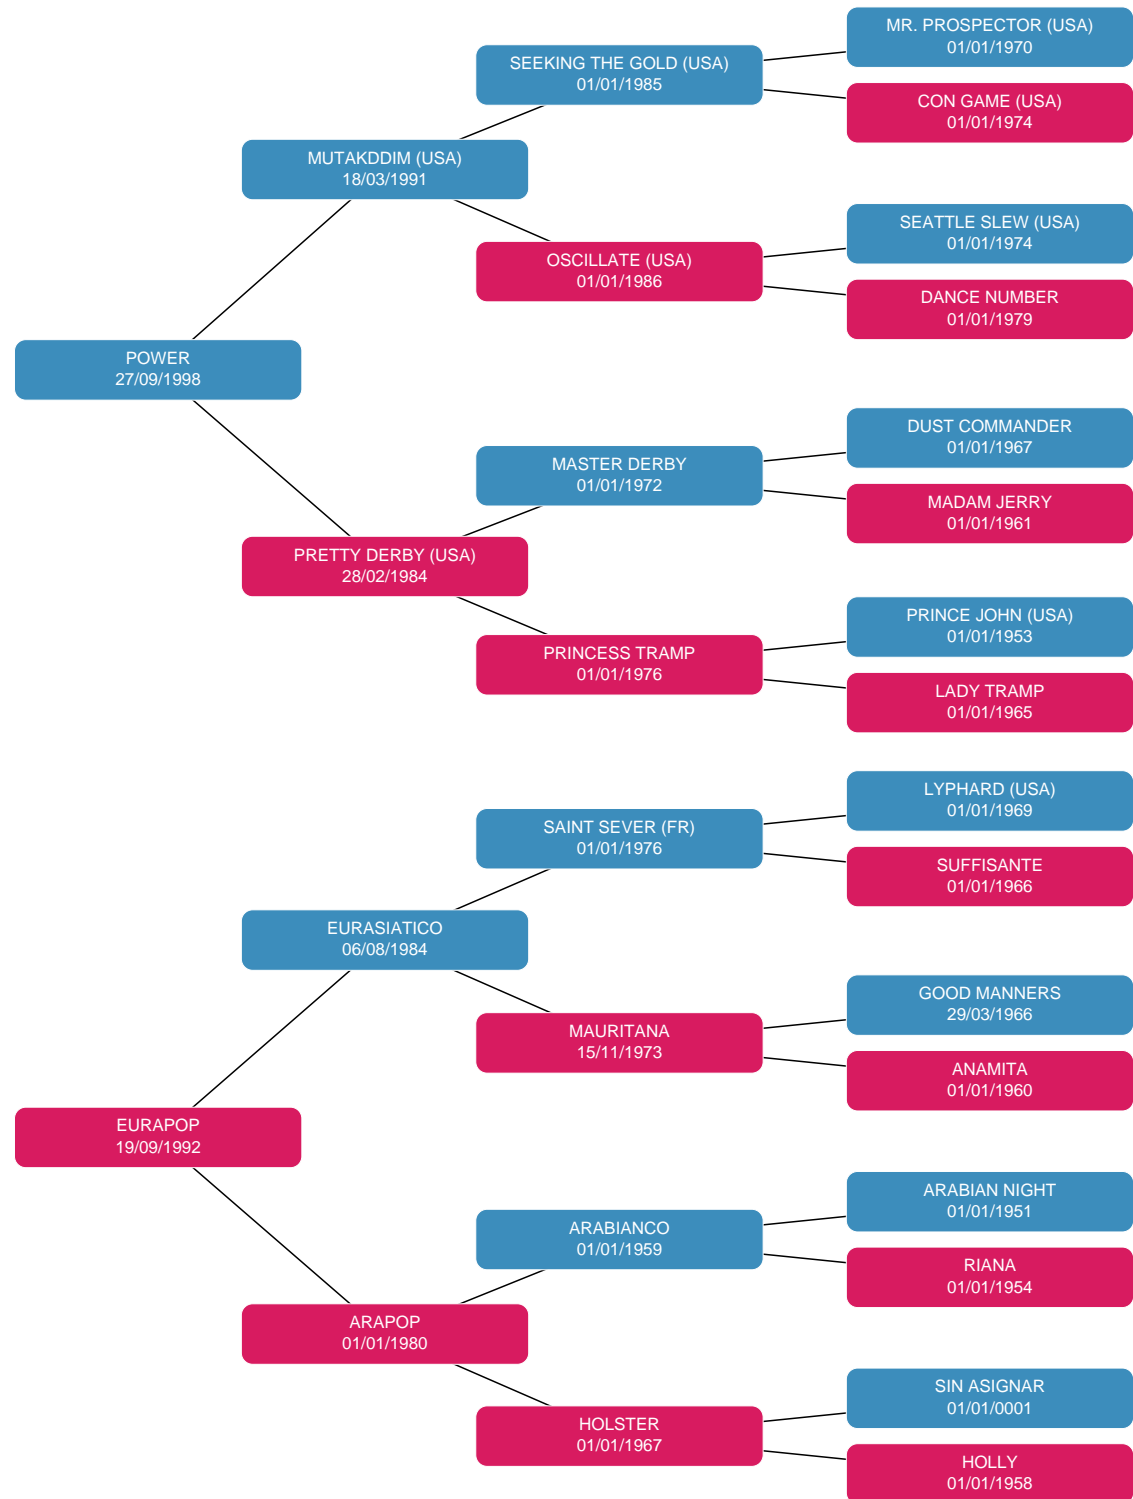 MR. PROSPECTOR (USA)
01/01/1970
SEEKING THE GOLD (USA)
01/01/1985
CON GAME (USA)
01/01/1974
MUTAKDDIM (USA)
18/03/1991
SEATTLE SLEW (USA)
01/01/1974
OSCILLATE (USA)
01/01/1986
DANCE NUMBER
01/01/1979
POWER
27/09/1998
DUST COMMANDER
01/01/1967
MASTER DERBY
01/01/1972
MADAM JERRY
01/01/1961
PRETTY DERBY (USA)
28/02/1984
PRINCE JOHN (USA)
01/01/1953
PRINCESS TRAMP
01/01/1976
LADY TRAMP
01/01/1965
LYPHARD (USA)
01/01/1969
SAINT SEVER (FR)
01/01/1976
SUFFISANTE
01/01/1966
EURASIATICO
06/08/1984
GOOD MANNERS
29/03/1966
MAURITANA
15/11/1973
ANAMITA
01/01/1960
EURAPOP
19/09/1992
ARABIAN NIGHT
01/01/1951
ARABIANCO
01/01/1959
RIANA
01/01/1954
ARAPOP
01/01/1980
SIN ASIGNAR
01/01/0001
HOLSTER
01/01/1967
HOLLY
01/01/1958